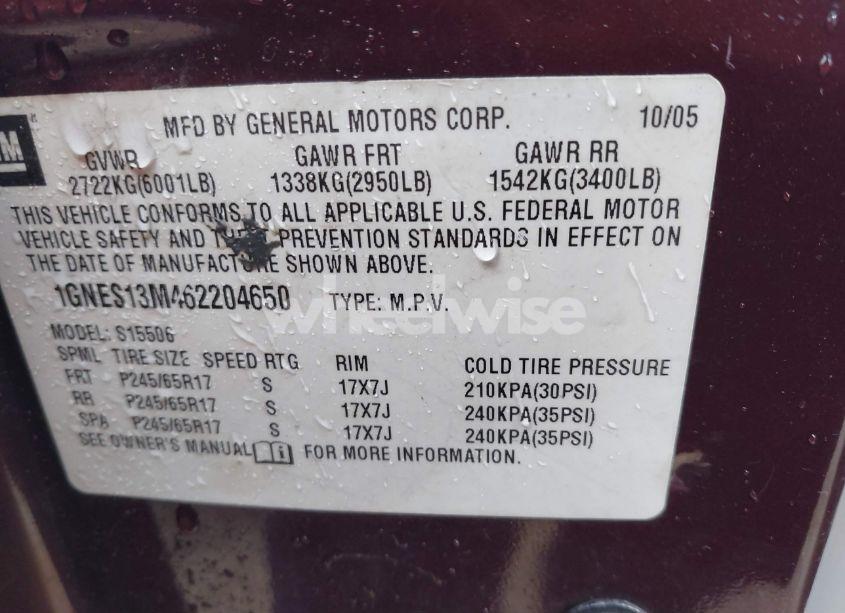 GM
MFD BY GENERAL MOTORS CORP. 10/05
GVWR GAWR FRT GAWR RR
2722KG(6001LB) 1338KG(2950LB) 1542KG(3400LB)
THIS VEHICLE CONFORMS TO ALL APPLICABLE U.S. FEDERAL MOTOR
VEHICLE SAFETY AND PREVENTION STANDARDS IN EFFECT ON
THE DATE OF MANUFACTURE SHOWN ABOVE.
1GNES13M462204650 TYPE: M.P.V.
wheelwise
MODEL: S15506
SPML TIRE SIZE SPEED RTG RIM COLD TIRE PRESSURE
FRT P245/65R17 S 17X7J 210KPA(30PSI)
RR P245/65R17 S 17X7J 240KPA(35PSI)
SPA P245/65R17 S 17X7J 240KPA(35PSI)
SEE OWNER'S MANUAL i FOR MORE INFORMATION.